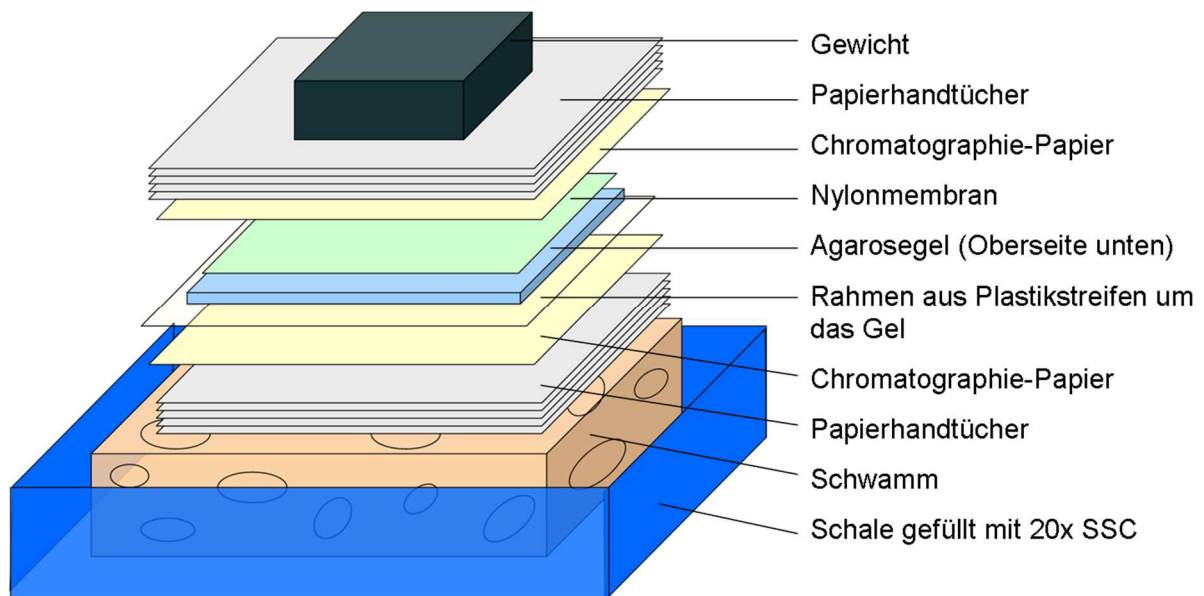 Gewicht
Papierhandtücher
Chromatographie-Papier
Nylonmembran
Agarosegel (Oberseite unten)
Rahmen aus Plastikstreifen um
das Gel
Chromatographie-Papier
Papierhandtücher
Schwamm
Schale gefüllt mit 20x SSC